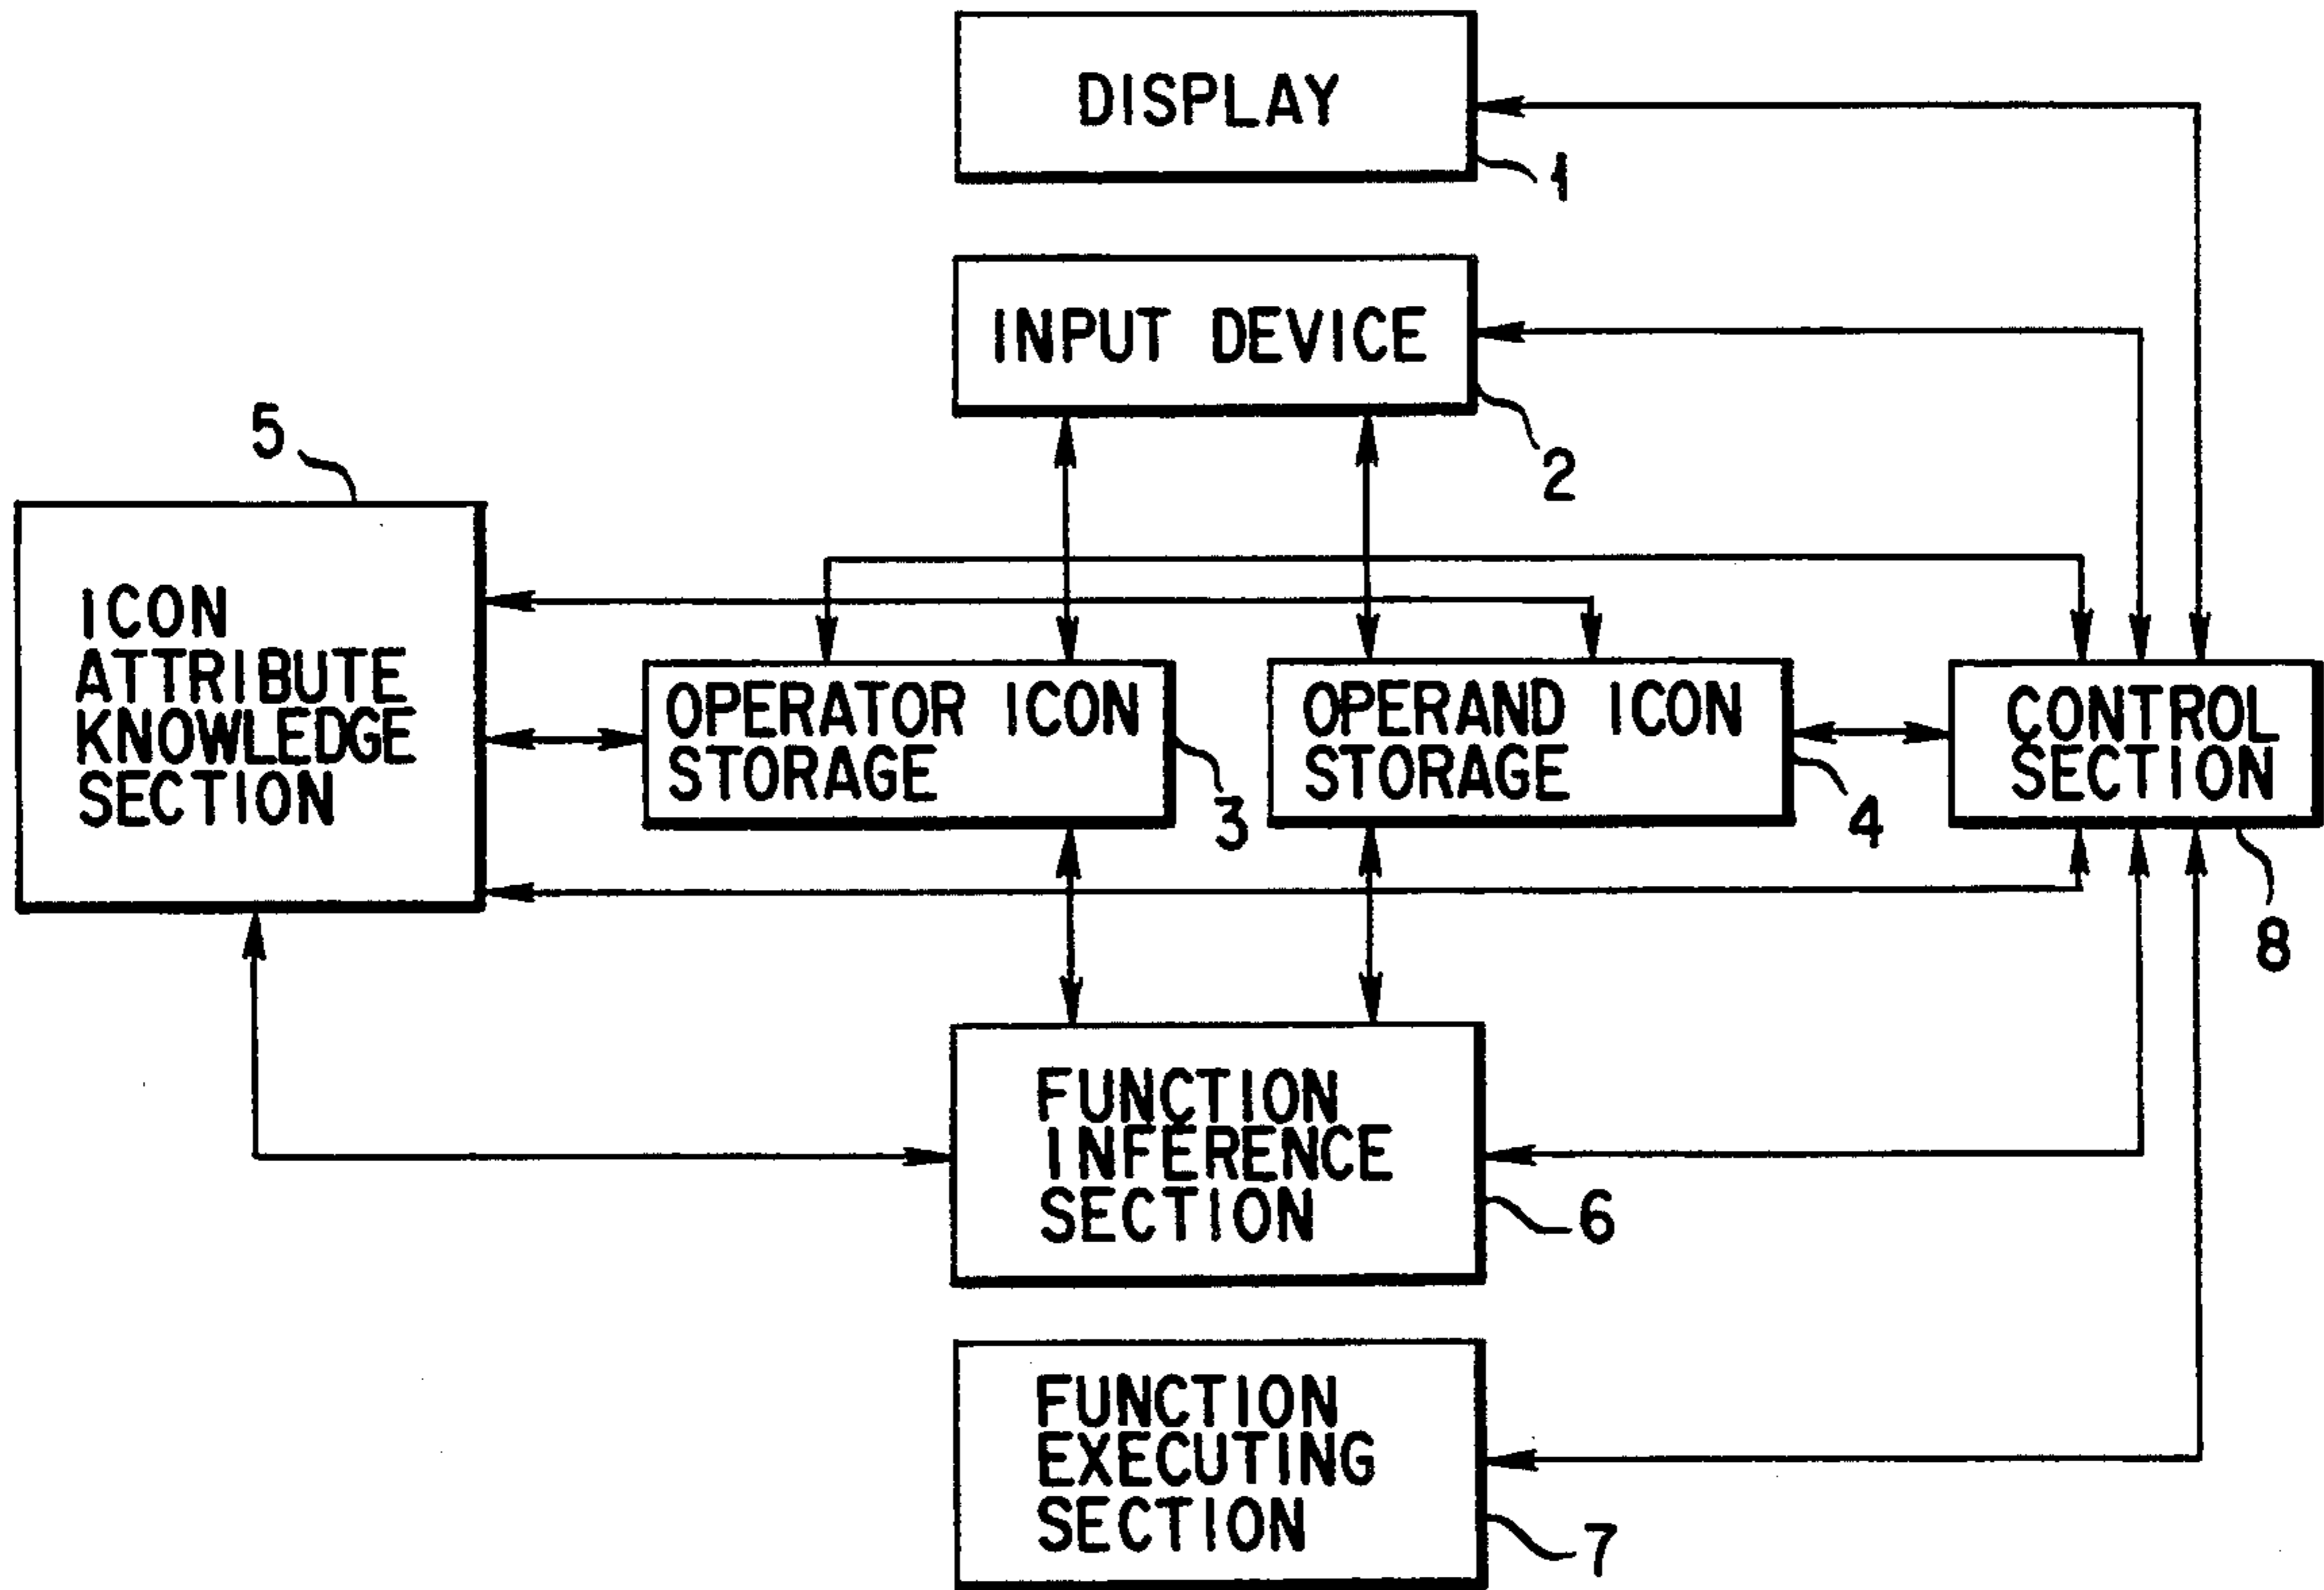 DISPLAY
1
INPUT DEVICE
2
5
ICON
ATTRIBUTE
KNOWLEDGE
SECTION
OPERATOR ICON
STORAGE
3
OPERAND ICON
STORAGE
4
CONTROL
SECTION
8
FUNCTION
INFERENCE
SECTION
6
FUNCTION
EXECUTING
SECTION
7